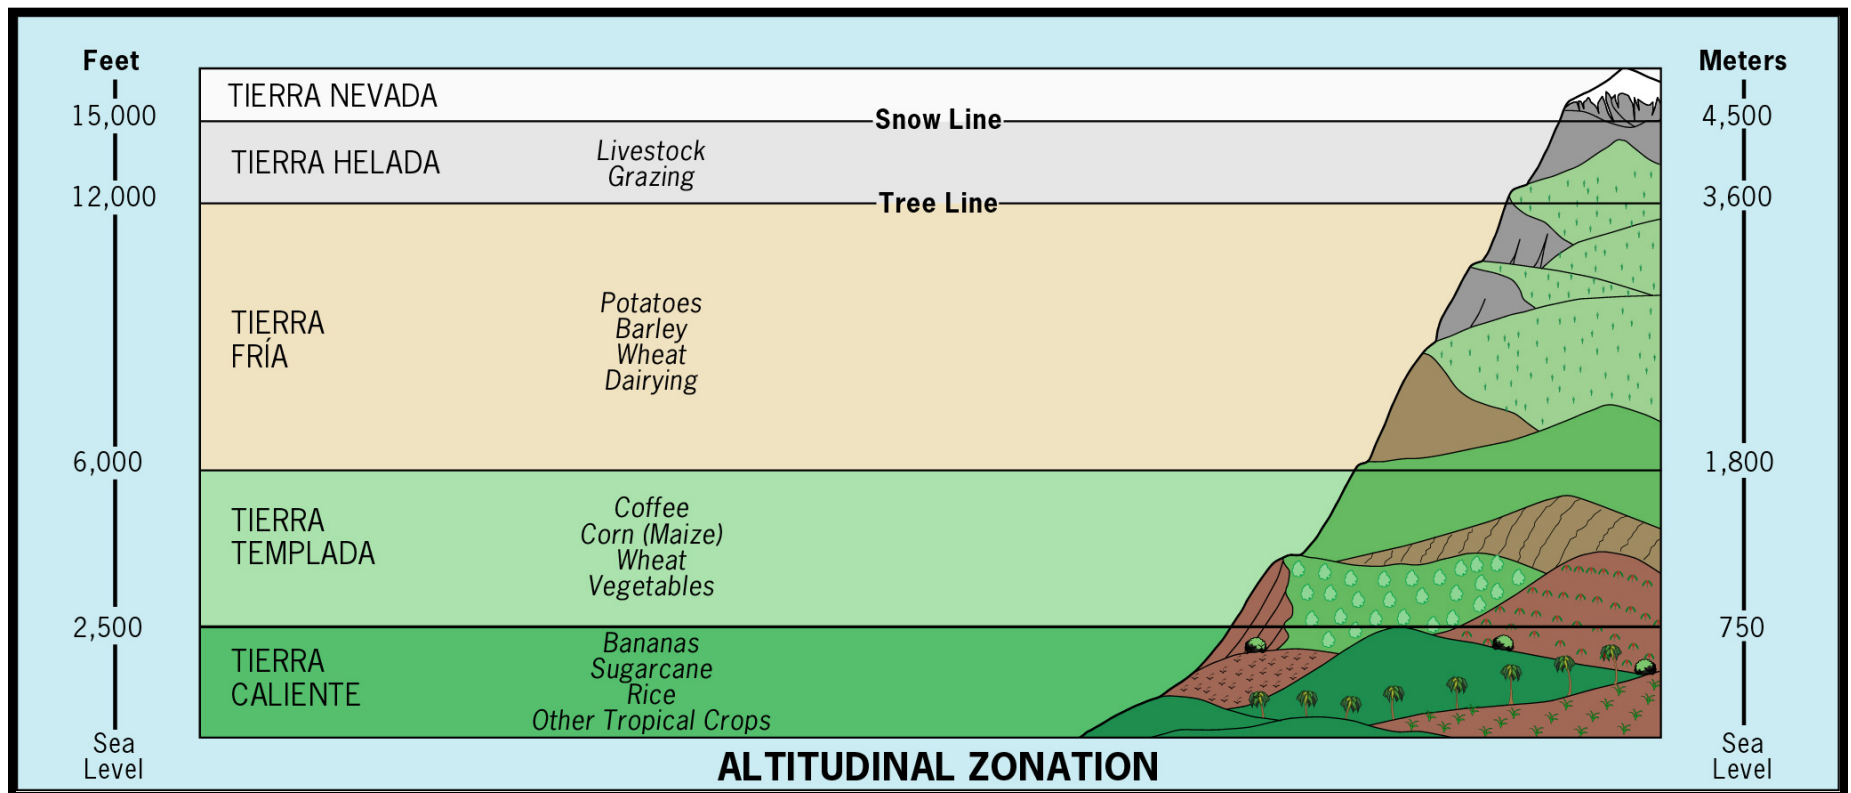 Feet
Meters
TIERRA NEVADA
15,000
Snow Line
4,500
TIERRA HELADA
Livestock
Grazing
12,000
Tree Line
3,600
TIERRA
FRÍA
Potatoes
Barley
Wheat
Dairying
6,000
1,800
TIERRA
TEMPLADA
Coffee
Corn (Maize)
Wheat
Vegetables
2,500
750
TIERRA
CALIENTE
Bananas
Sugarcane
Rice
Other Tropical Crops
Sea
Level
Sea
Level
ALTITUDINAL ZONATION